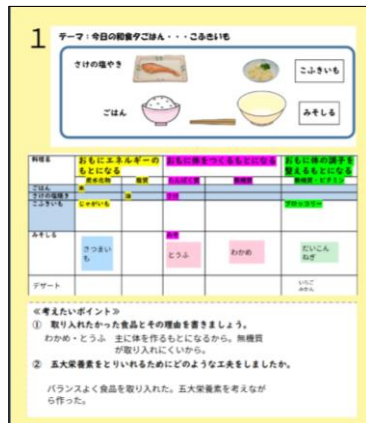 1
テーマ：今日の和食夕ごはん・・・こふきいも
さけの塩やき
こふきいも
ごはん
みそしる
料理名
おもにエネルギーのもとになる
おもに体をつくるもとになる
おもに体の調子を整えるもとになる
炭水化物 脂質 たんぱく質 無機質 無機質・ビタミン
ごはん 米
さけの塩焼き 油
こふきいも じゃがいも ブロッコリー
みそしる
さつまいも
とうふ
わかめ
だいこん
ねぎ
デザート
いちご
みかん
≪考えたいポイント≫
① 取り入れたかった食品とその理由を書きましょう。
わかめ・とうふ 主に体を作るもとになるから。無機質
が取り入れにくいから。
② 五大栄養素をとりいれるためにどのような工夫をしましたか。
バランスよく食品を取り入れた。五大栄養素を考えなが
ら作った。